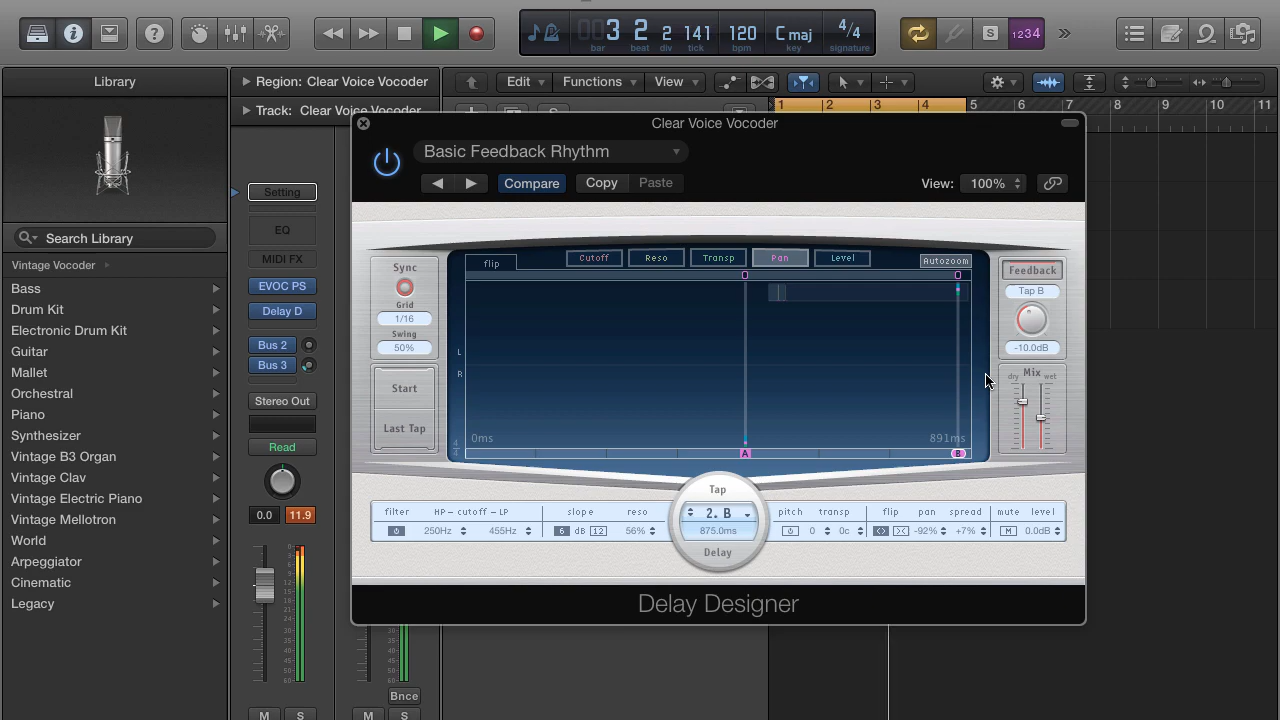 3 2 2 141 120 C maj 4/4
bar beat div tick bpm key signature
S 1234
Library
Region: Clear Voice Vocoder
Track: Clear Voice Vocoder
Edit Functions View
1 2 3 4 5 6 7 8 9 10 11
Search Library
Vintage Vocoder
Bass
Drum Kit
Electronic Drum Kit
Guitar
Mallet
Orchestral
Piano
Synthesizer
Vintage B3 Organ
Vintage Clav
Vintage Electric Piano
Vintage Mellotron
World
Arpeggiator
Cinematic
Legacy
Setting
EQ
MIDI FX
EVOC PS
Delay D
Bus 2
Bus 3
Stereo Out
Read
0.0 11.9
Bnce
M S M S
Clear Voice Vocoder
Basic Feedback Rhythm
Compare Copy Paste View: 100%
flip Cutoff Reso Transp Pan Level Autozoom
Sync
Grid
1/16
Swing
50%
Start
Last Tap
L
R
0ms 891ms
4/4
A B
Feedback
Tap B
-10.0dB
dry Mix wet
Tap
2. B
875.0ms
Delay
filter HP - cutoff - LP slope reso
250Hz 455Hz 6 dB 12 56%
pitch transp flip pan spread mute level
0 0c -92% +7% M 0.0dB
Delay Designer